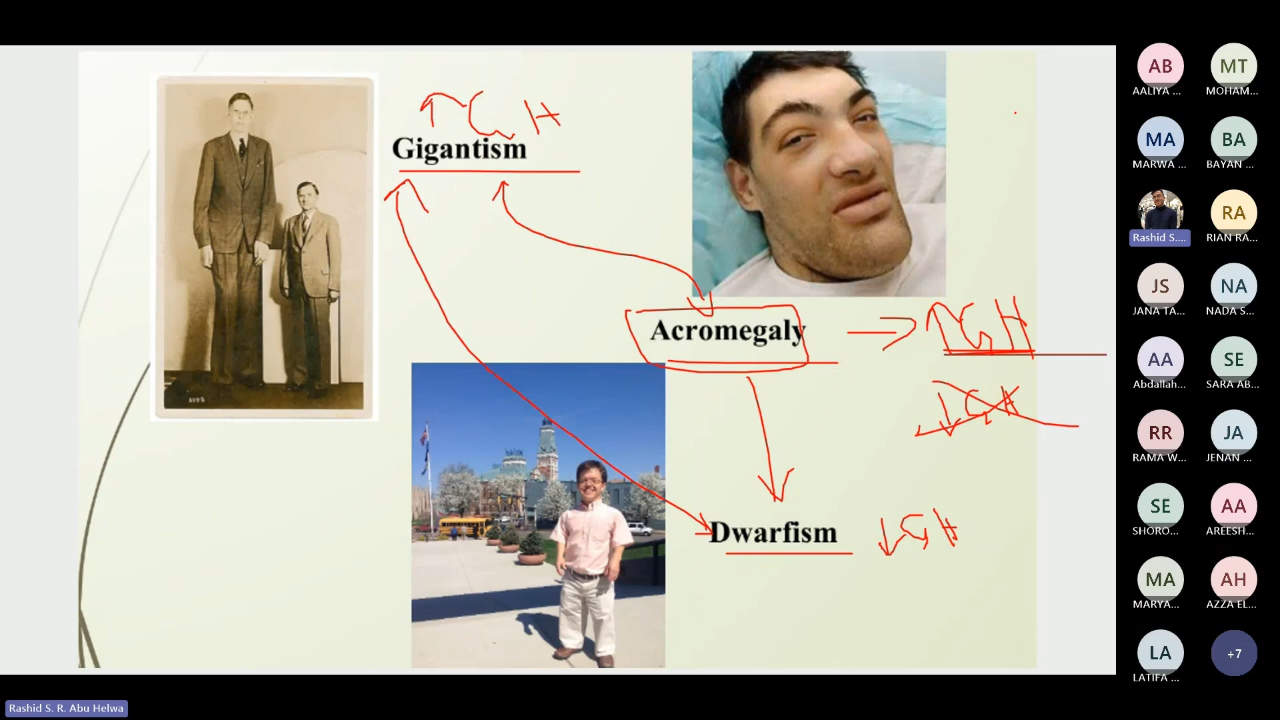 ↑GH
Gigantism
Acromegaly
↑GH
↓GH
Dwarfism
↓GH
AB
AALIYA ...
MT
MOHAM...
MA
MARWA ...
BA
BAYAN ...
Rashid S....
RA
RIAN RA...
JS
JANA TA...
NA
NADA S...
AA
Abdallah...
SE
SARA AB...
RR
RAMA W...
JA
JENAN ...
SE
SHORO...
AA
AREESH...
MA
MARYA...
AH
AZZA EL...
LA
LATIFA ...
+7
Rashid S. R. Abu Helwa